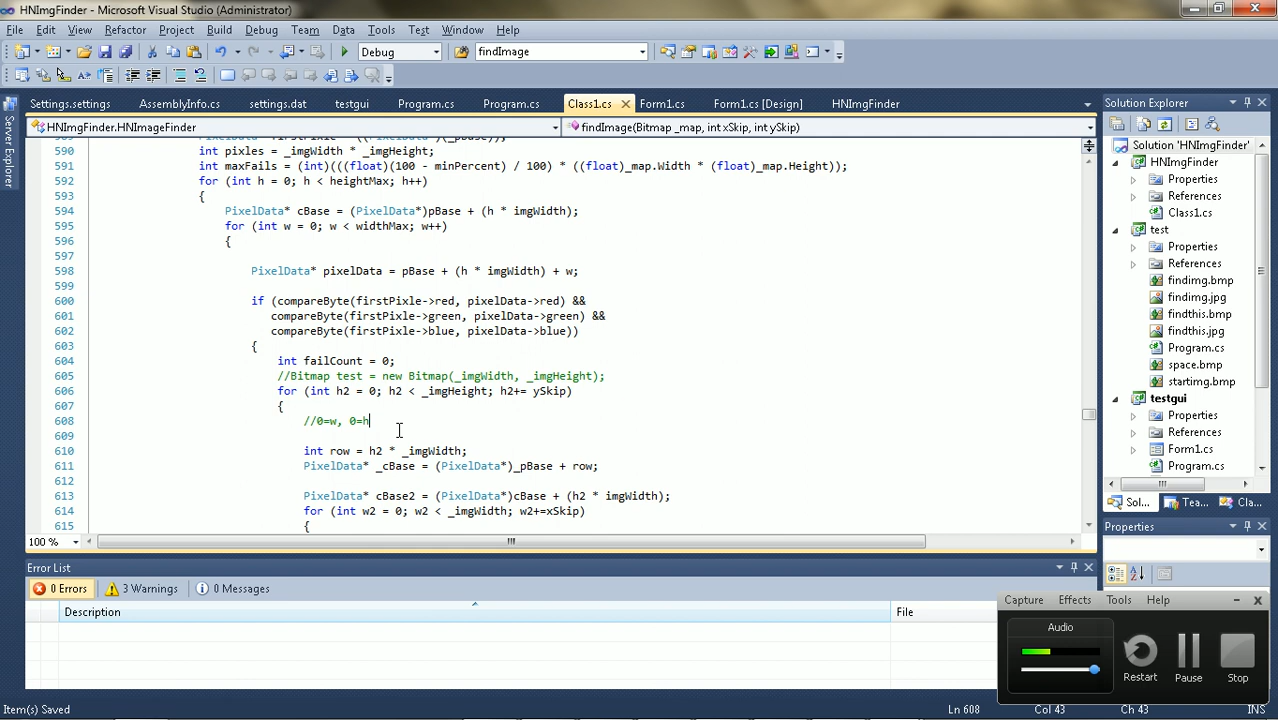 HNImgFinder - Microsoft Visual Studio (Administrator)
File Edit View Refactor Project Build Debug Team Data Tools Test Window Help
Debug findImage
Settings.settings AssemblyInfo.cs settings.dat testgui Program.cs Program.cs Class1.cs Form1.cs Form1.cs [Design] HNImgFinder
HNImgFinder.HNImageFinder findImage(Bitmap _map, int xSkip, int ySkip)
590 int pixles = _imgWidth * _imgHeight;
591 int maxFails = (int)(((float)(100 - minPercent) / 100) * ((float)_map.Width * (float)_map.Height));
592 for (int h = 0; h < heightMax; h++)
593 {
594 PixelData* cBase = (PixelData*)pBase + (h * imgWidth);
595 for (int w = 0; w < widthMax; w++)
596 {
597
598 PixelData* pixelData = pBase + (h * imgWidth) + w;
599
600 if (compareByte(firstPixle->red, pixelData->red) &&
601 compareByte(firstPixle->green, pixelData->green) &&
602 compareByte(firstPixle->blue, pixelData->blue))
603 {
604 int failCount = 0;
605 //Bitmap test = new Bitmap(_imgWidth, _imgHeight);
606 for (int h2 = 0; h2 < _imgHeight; h2+= ySkip)
607 {
608 //0=w, 0=h
609
610 int row = h2 * _imgWidth;
611 PixelData* _cBase = (PixelData*)_pBase + row;
612
613 PixelData* cBase2 = (PixelData*)cBase + (h2 * imgWidth);
614 for (int w2 = 0; w2 < _imgWidth; w2+=xSkip)
615 {
100 %
Server Explorer
Solution Explorer
Solution 'HNImgFinder'
HNImgFinder
Properties
References
Class1.cs
test
Properties
References
findimg.bmp
findimg.jpg
findthis.bmp
findthis.jpg
Program.cs
space.bmp
startimg.bmp
testgui
Properties
References
Form1.cs
Program.cs
Sol... Tea... Cla...
Properties
Error List
0 Errors 3 Warnings 0 Messages
Description File
Capture Effects Tools Help
Audio
Restart Pause Stop
Item(s) Saved Ln 608 Col 43 Ch 43 INS